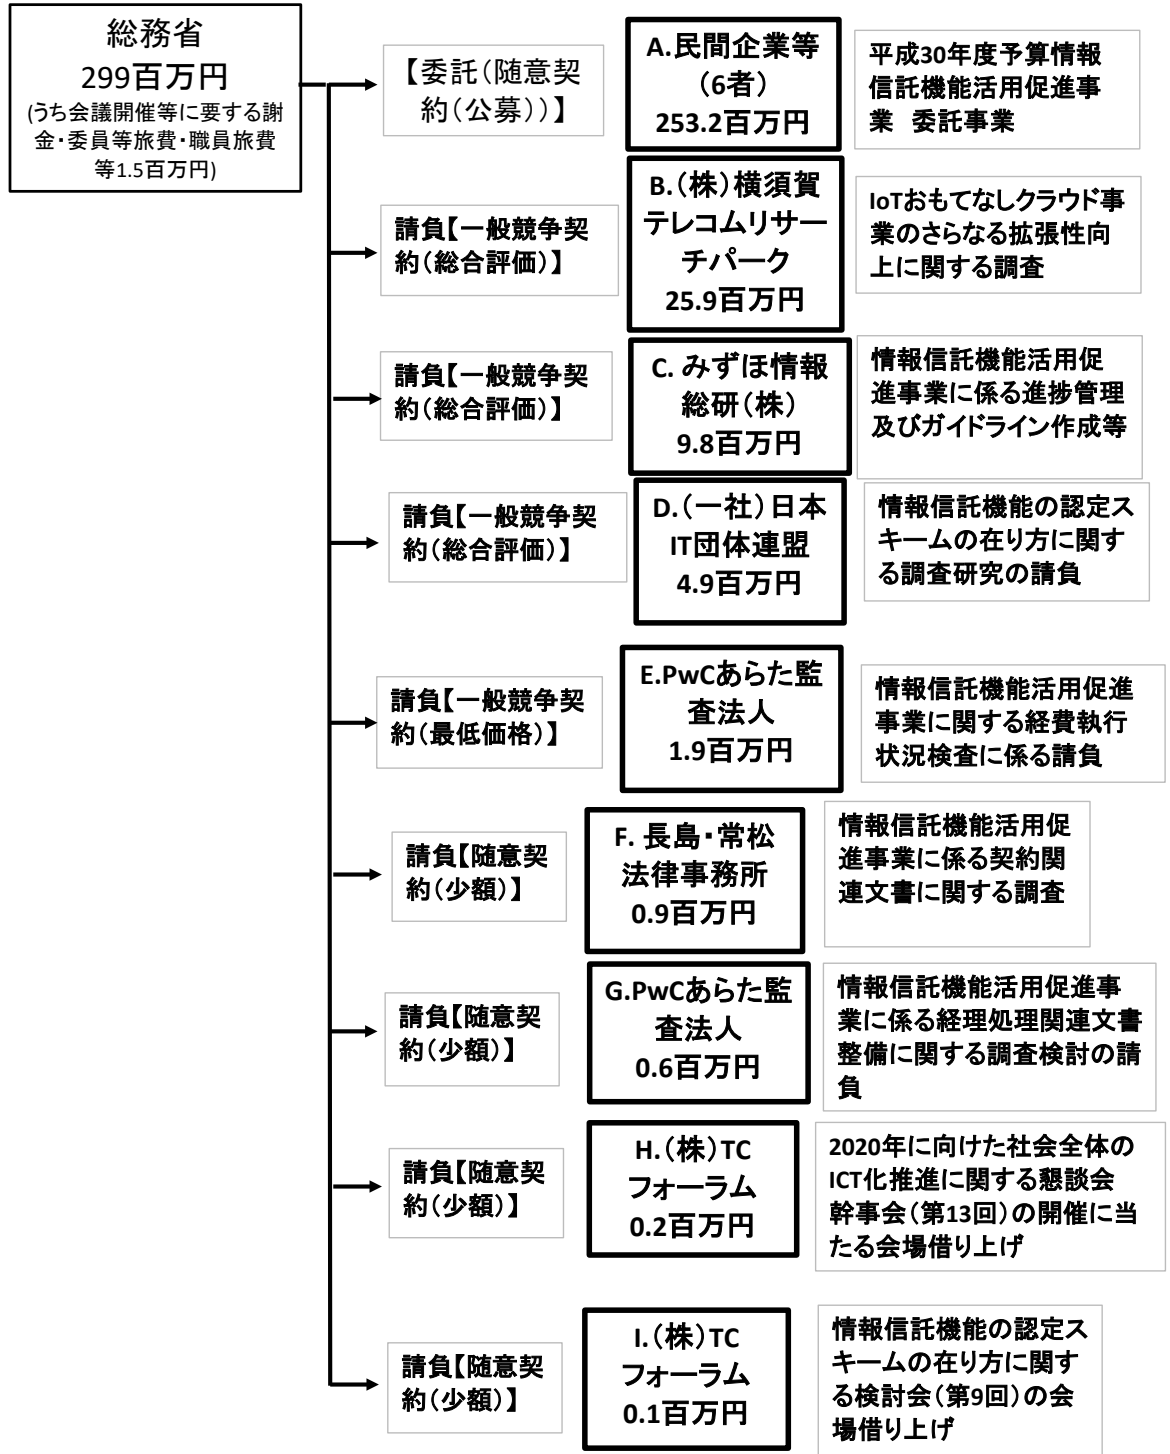 総務省
299百万円
(うち会議開催等に要する謝
金・委員等旅費・職員旅費
等1.5百万円)
【委託(随意契
約(公募))】
A.民間企業等
(6者)
253.2百万円
平成30年度予算情報
信託機能活用促進事
業　委託事業
請負【一般競争契
約(総合評価)】
B.(株)横須賀
テレコムリサー
チパーク
25.9百万円
IoTおもてなしクラウド事
業のさらなる拡張性向
上に関する調査
請負【一般競争契
約(総合評価)】
C. みずほ情報
総研(株)
9.8百万円
情報信託機能活用促
進事業に係る進捗管理
及びガイドライン作成等
請負【一般競争契
約(総合評価)】
D.(一社)日本
IT団体連盟
4.9百万円
情報信託機能の認定ス
キームの在り方に関す
る調査研究の請負
請負【一般競争契
約(最低価格)】
E.PwCあらた監
査法人
1.9百万円
情報信託機能活用促進
事業に関する経費執行
状況検査に係る請負
請負【随意契
約(少額)】
F. 長島・常松
法律事務所
0.9百万円
情報信託機能活用促
進事業に係る契約関
連文書に関する調査
請負【随意契
約(少額)】
G.PwCあらた監
査法人
0.6百万円
情報信託機能活用促進事
業に係る経理処理関連文書
整備に関する調査検討の請
負
請負【随意契
約(少額)】
H.(株)TC
フォーラム
0.2百万円
2020年に向けた社会全体の
ICT化推進に関する懇談会
幹事会(第13回)の開催に当
たる会場借り上げ
請負【随意契
約(少額)】
I.(株)TC
フォーラム
0.1百万円
情報信託機能の認定ス
キームの在り方に関す
る検討会(第9回)の会
場借り上げ